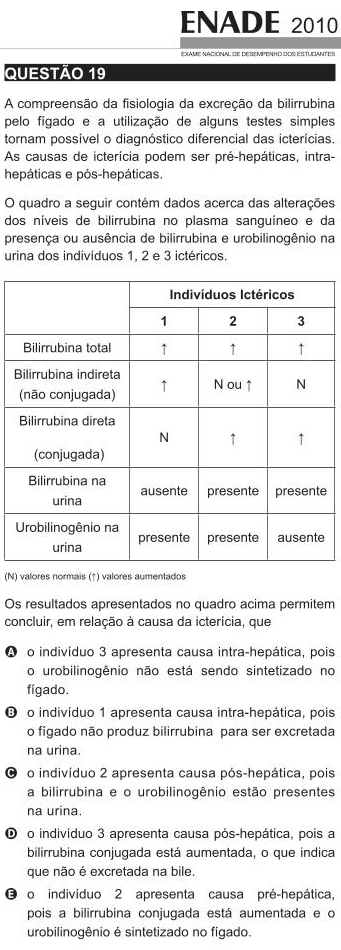 ENADE 2010
EXAME NACIONAL DE DESEMPENHO DOS ESTUDANTES
QUESTÃO 19
A compreensão da fisiologia da excreção da bilirrubina
pelo fígado e a utilização de alguns testes simples
tornam possível o diagnóstico diferencial das icterícias.
As causas de icterícia podem ser pré-hepáticas, intra-
hepáticas e pós-hepáticas.
O quadro a seguir contém dados acerca das alterações
dos níveis de bilirrubina no plasma sanguíneo e da
presença ou ausência de bilirrubina e urobilinogênio na
urina dos indivíduos 1, 2 e 3 ictéricos.
Indivíduos Ictéricos
1 2 3
Bilirrubina total ↑ ↑ ↑
Bilirrubina indireta
(não conjugada) ↑ N ou ↑ N
Bilirrubina direta
(conjugada) N ↑ ↑
Bilirrubina na
urina ausente presente presente
Urobilinogênio na
urina presente presente ausente
(N) valores normais (↑) valores aumentados
Os resultados apresentados no quadro acima permitem
concluir, em relação à causa da icterícia, que
A o indivíduo 3 apresenta causa intra-hepática, pois
o urobilinogênio não está sendo sintetizado no
fígado.
B o indivíduo 1 apresenta causa intra-hepática, pois
o fígado não produz bilirrubina para ser excretada
na urina.
C o indivíduo 2 apresenta causa pós-hepática, pois
a bilirrubina e o urobilinogênio estão presentes
na urina.
D o indivíduo 3 apresenta causa pós-hepática, pois a
bilirrubina conjugada está aumentada, o que indica
que não é excretada na bile.
E o indivíduo 2 apresenta causa pré-hepática,
pois a bilirrubina conjugada está aumentada e o
urobilinogênio é sintetizado no fígado.